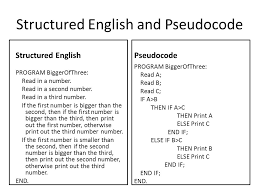 Structured English and Pseudocode
Structured English
PROGRAM BiggerOfThree:
Read in a number.
Read in a second number.
Read in a third number.
If the first number is bigger than the
second, then if the first number is
bigger than the third, then print
out the first number, otherwise
print out the third number number.
If the first number is smaller than
the second, then if the second
number is bigger than the third,
then print out the second number,
otherwise print out the third
number.
END.
Pseudocode
PROGRAM BiggerOfThree:
Read A;
Read B;
Read C;
IF A>B
THEN IF A>C
THEN Print A
ELSE Print C
END IF;
ELSE IF B>C
THEN Print B
ELSE Print C
END IF;
END IF;
END.